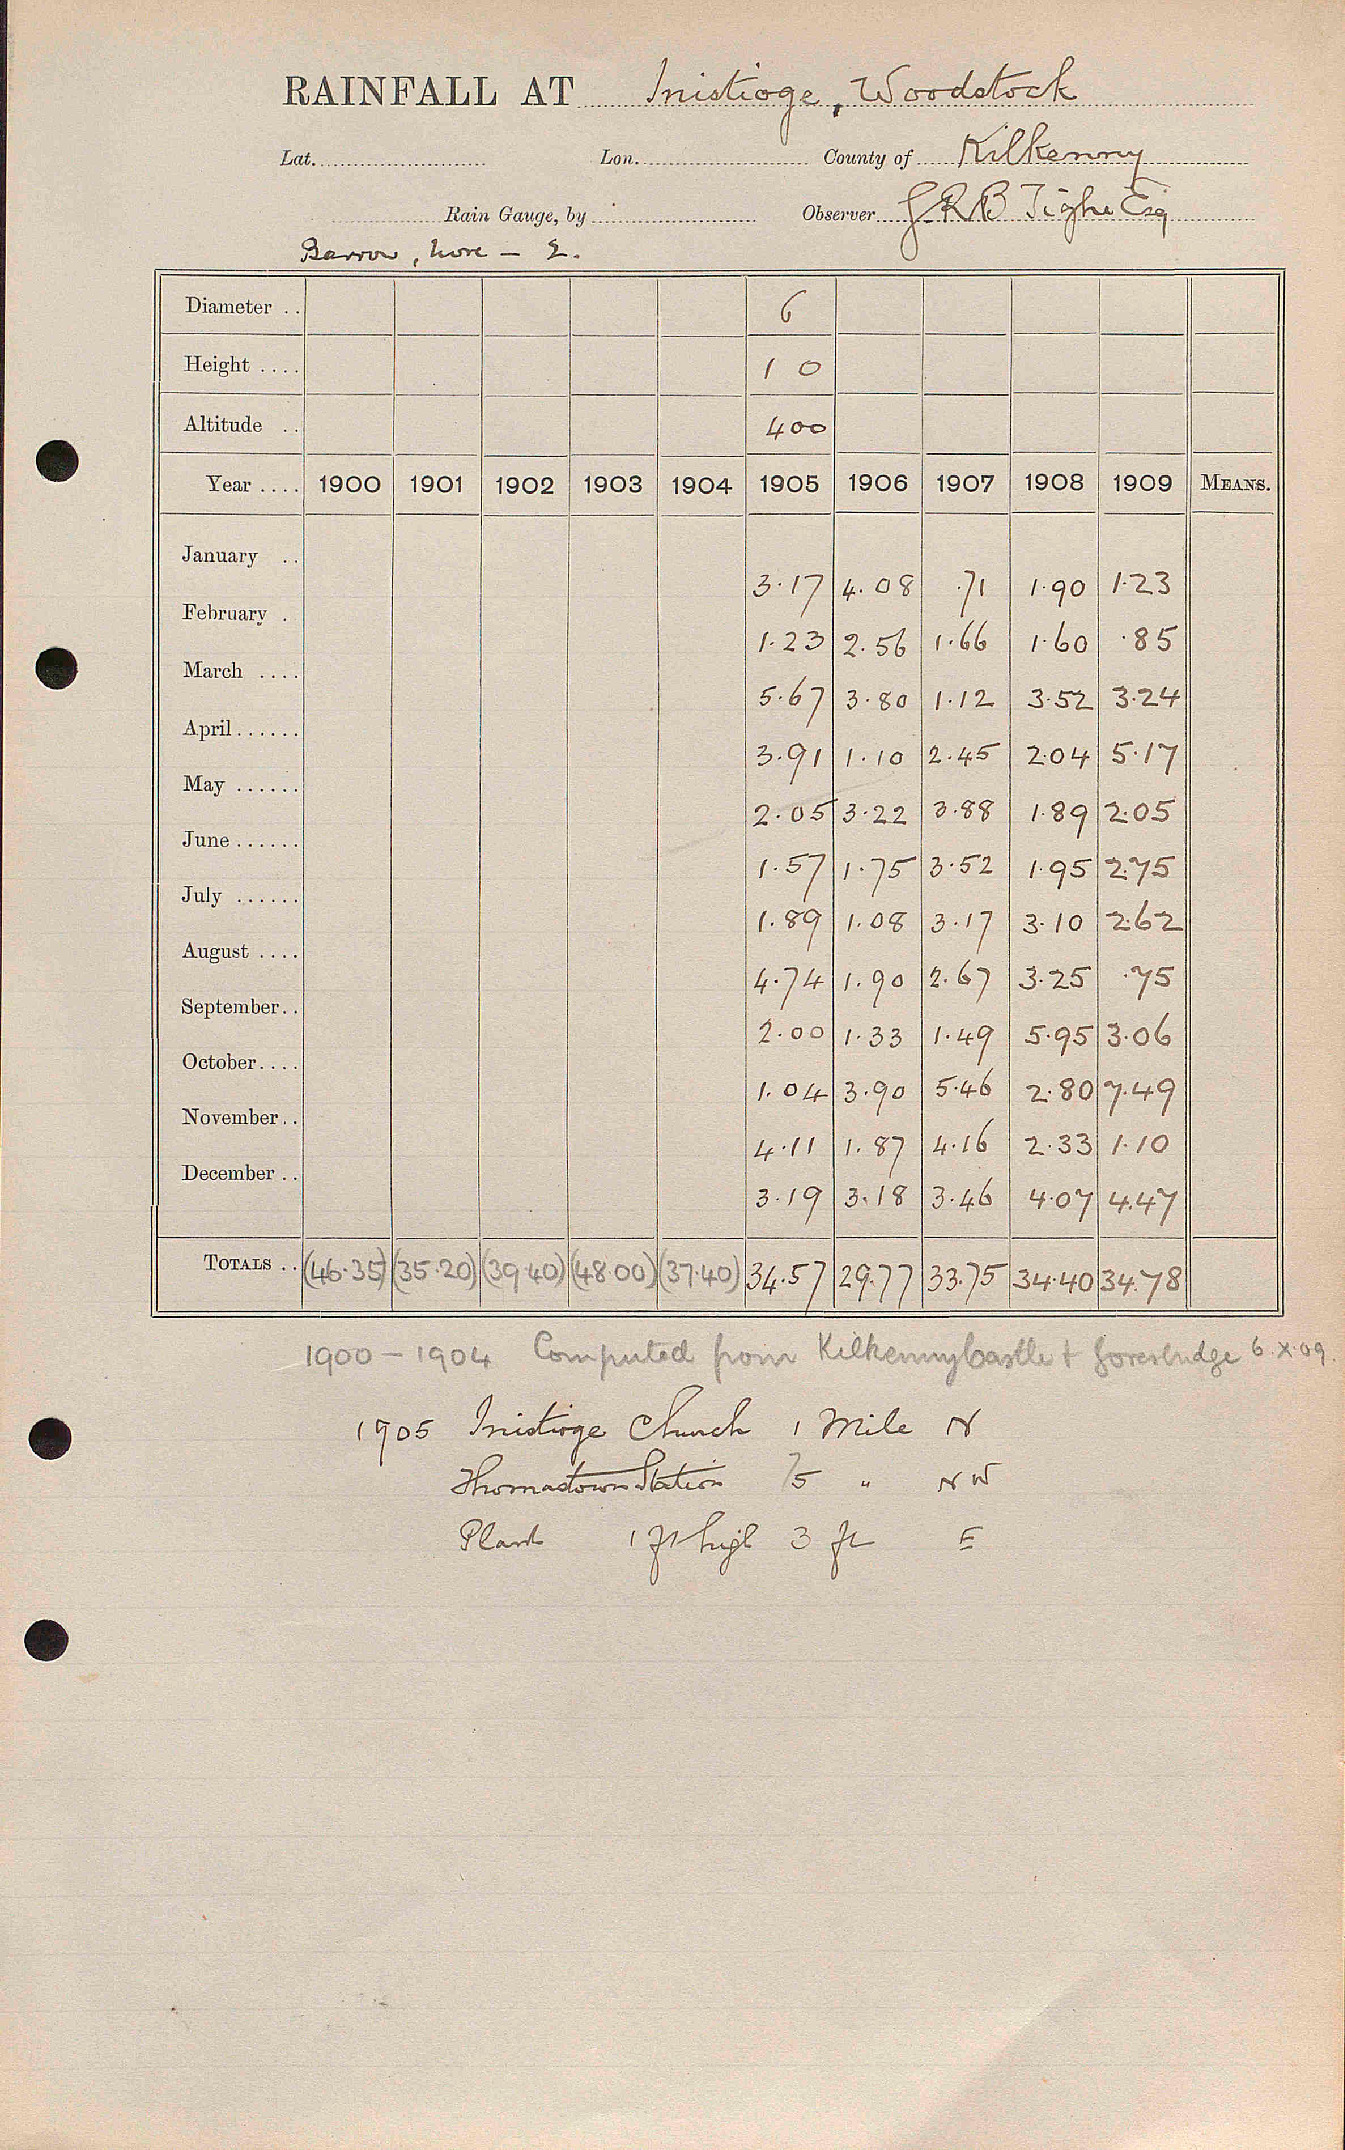 RAINFALL AT Inistioge, Woodstock
Lat. Lon. County of Kilkenny
Rain Gauge, by Observer J.R.B Tighe Esq
Barrow, Nore — 2.
Diameter .. 6
Height .... 1 0
Altitude .. 400
Year .... 1900 1901 1902 1903 1904 1905 1906 1907 1908 1909 MEANS.
January .. 3.17 4.08 .71 1.90 1.23
February . 1.23 2.56 1.66 1.60 .85
March .... 5.67 3.80 1.12 3.52 3.24
April...... 3.91 1.10 2.45 2.04 5.17
May ...... 2.05 3.22 3.88 1.89 2.05
June...... 1.57 1.75 3.52 1.95 2.75
July ...... 1.89 1.08 3.17 3.10 2.62
August .... 4.74 1.90 2.67 3.25 .75
September.. 2.00 1.33 1.49 5.95 3.06
October.... 1.04 3.90 5.46 2.80 7.49
November.. 4.11 1.87 4.16 2.33 1.10
December .. 3.19 3.18 3.46 4.07 4.47
TOTALS .. (46.35) (35.20) (39.40) (48.00) (37.40) 34.57 29.77 33.75 34.40 34.78
1900 — 1904 Computed from Kilkenny Castle + 6.X.09.
1905 Inistioge Church 1 Mile N
Thomastown Station 5 " NW
Plant 1 ft high 3 ft E